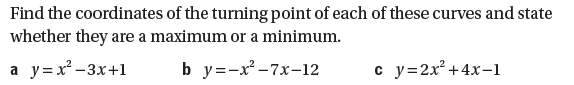 Find the coordinates of the turning point of each of these curves and state
whether they are a maximum or a minimum.
a y=x²−3x+1 b y=−x²−7x−12 c y=2x²+4x−1